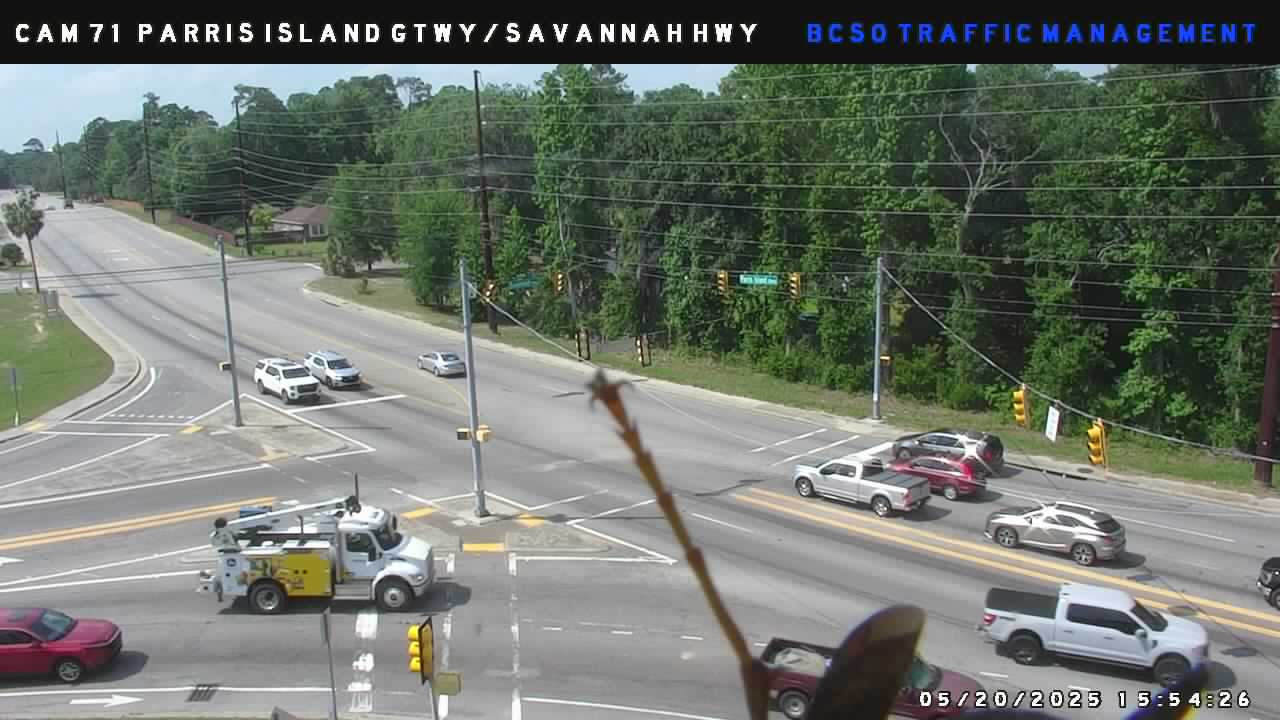 CAM 71 PARRIS ISLAND GTWY/SAVANNAH HWY BCSO TRAFFIC MANAGEMENT
05/20/2025 15:54:26